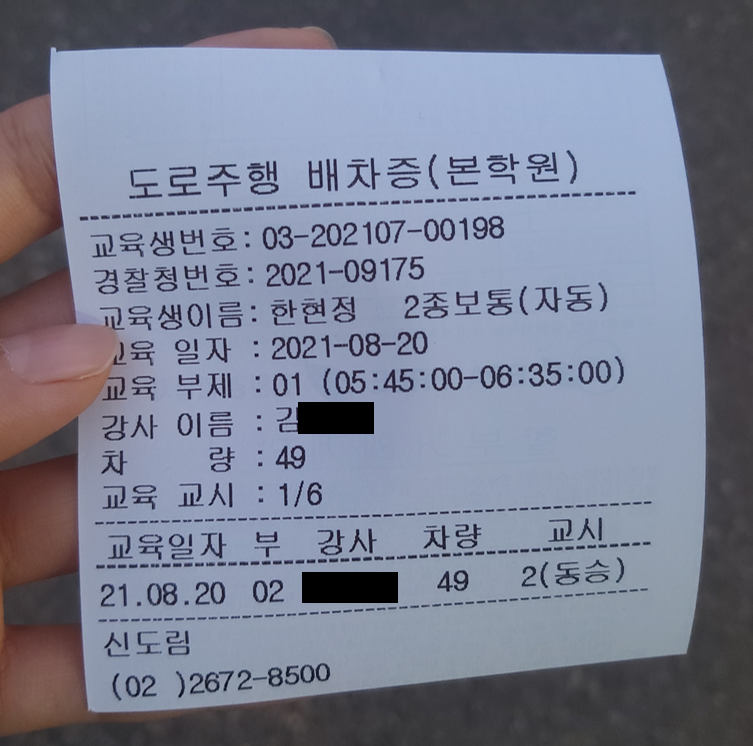 도로주행 배차증(본학원)
교육생번호: 03-202107-00198
경찰청번호: 2021-09175
교육생이름: 한현정 2종보통(자동)
교육 일자 : 2021-08-20
교육 부제 : 01 (05:45:00-06:35:00)
강사 이름 : 김
차 량 : 49
교육 교시 : 1/6
교육일자 부 강사 차량 교시
21.08.20 02 49 2(동승)
신도림
(02 )2672-8500